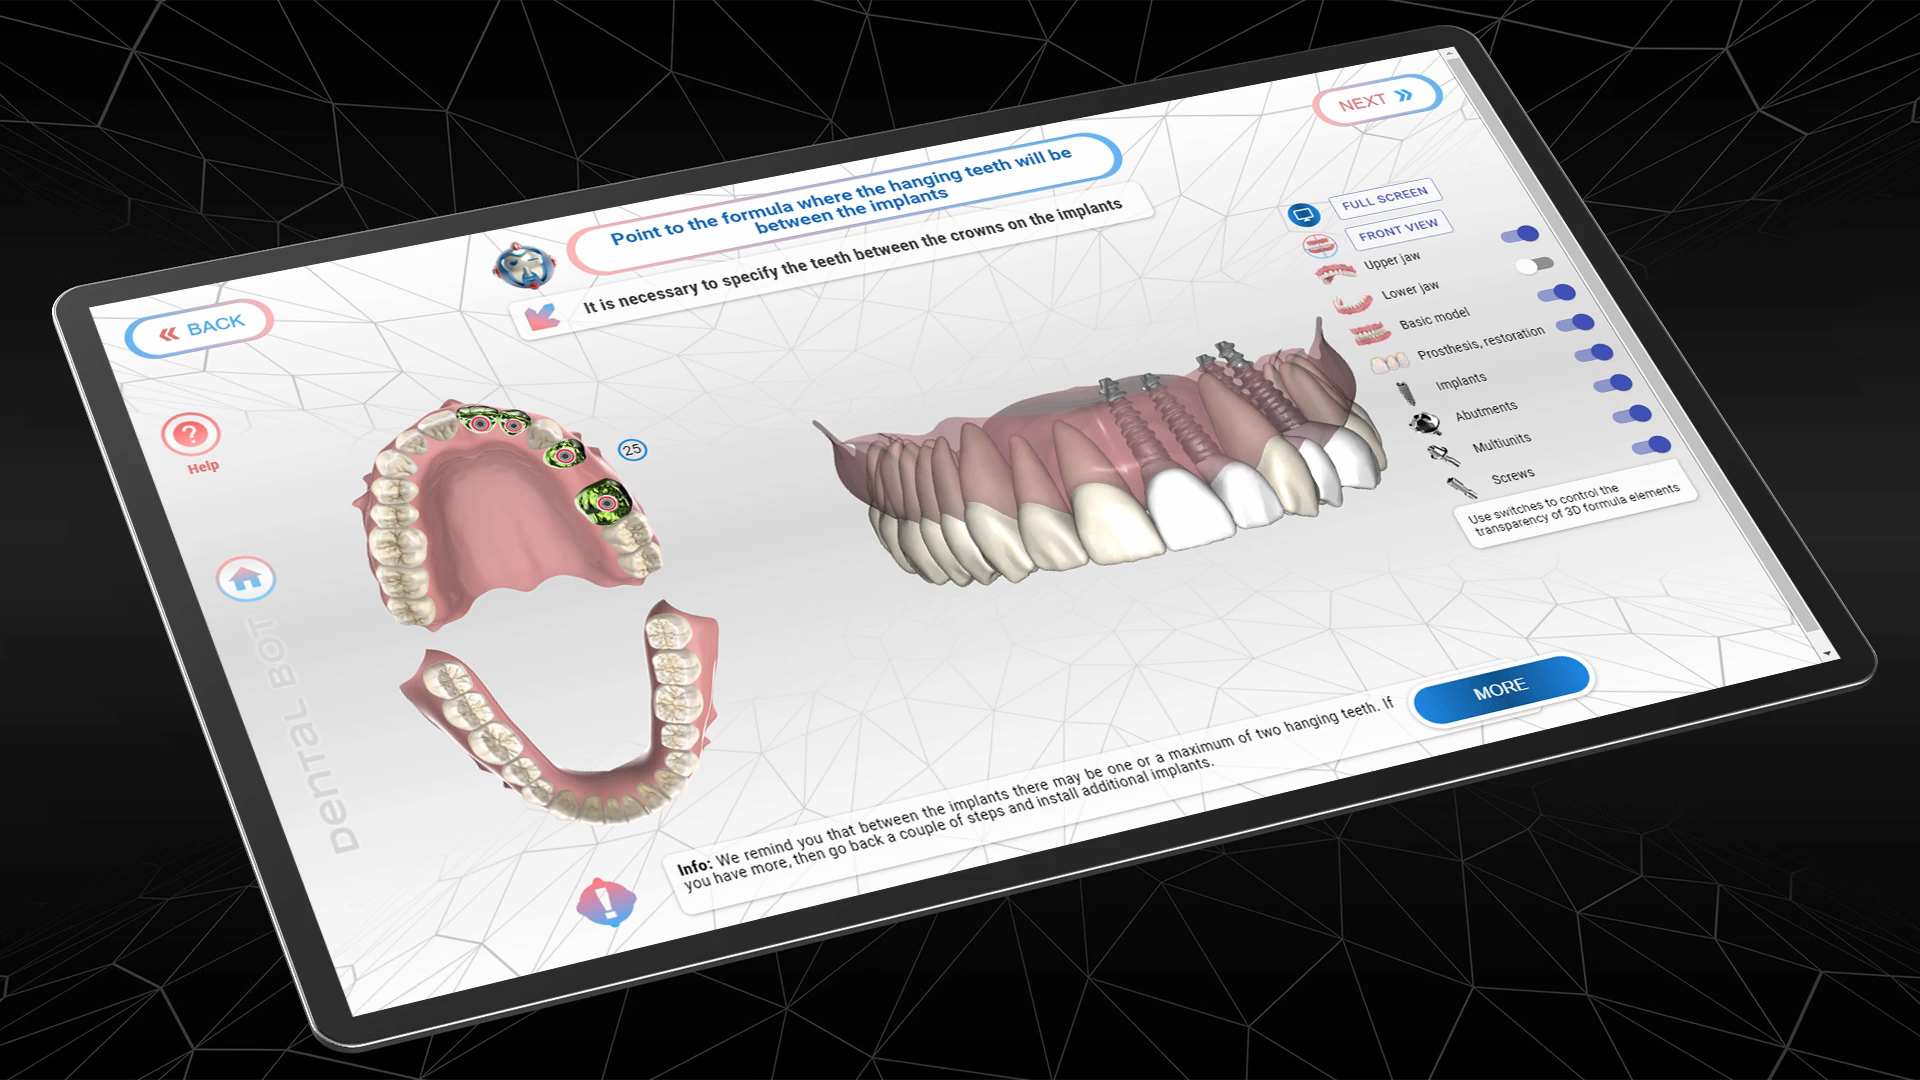 NEXT
Point to the formula where the hanging teeth will be
between the implants
It is necessary to specify the teeth between the crowns on the implants
BACK
Help
25
FULL SCREEN
FRONT VIEW
Upper jaw
Lower jaw
Basic model
Prosthesis, restoration
Implants
Abutments
Multiunits
Screws
Use switches to control the
transparency of 3D formula elements
DENTAL BOT
MORE
Info: We remind you that between the implants there may be one or a maximum of two hanging teeth. If
you have more, then go back a couple of steps and install additional implants.